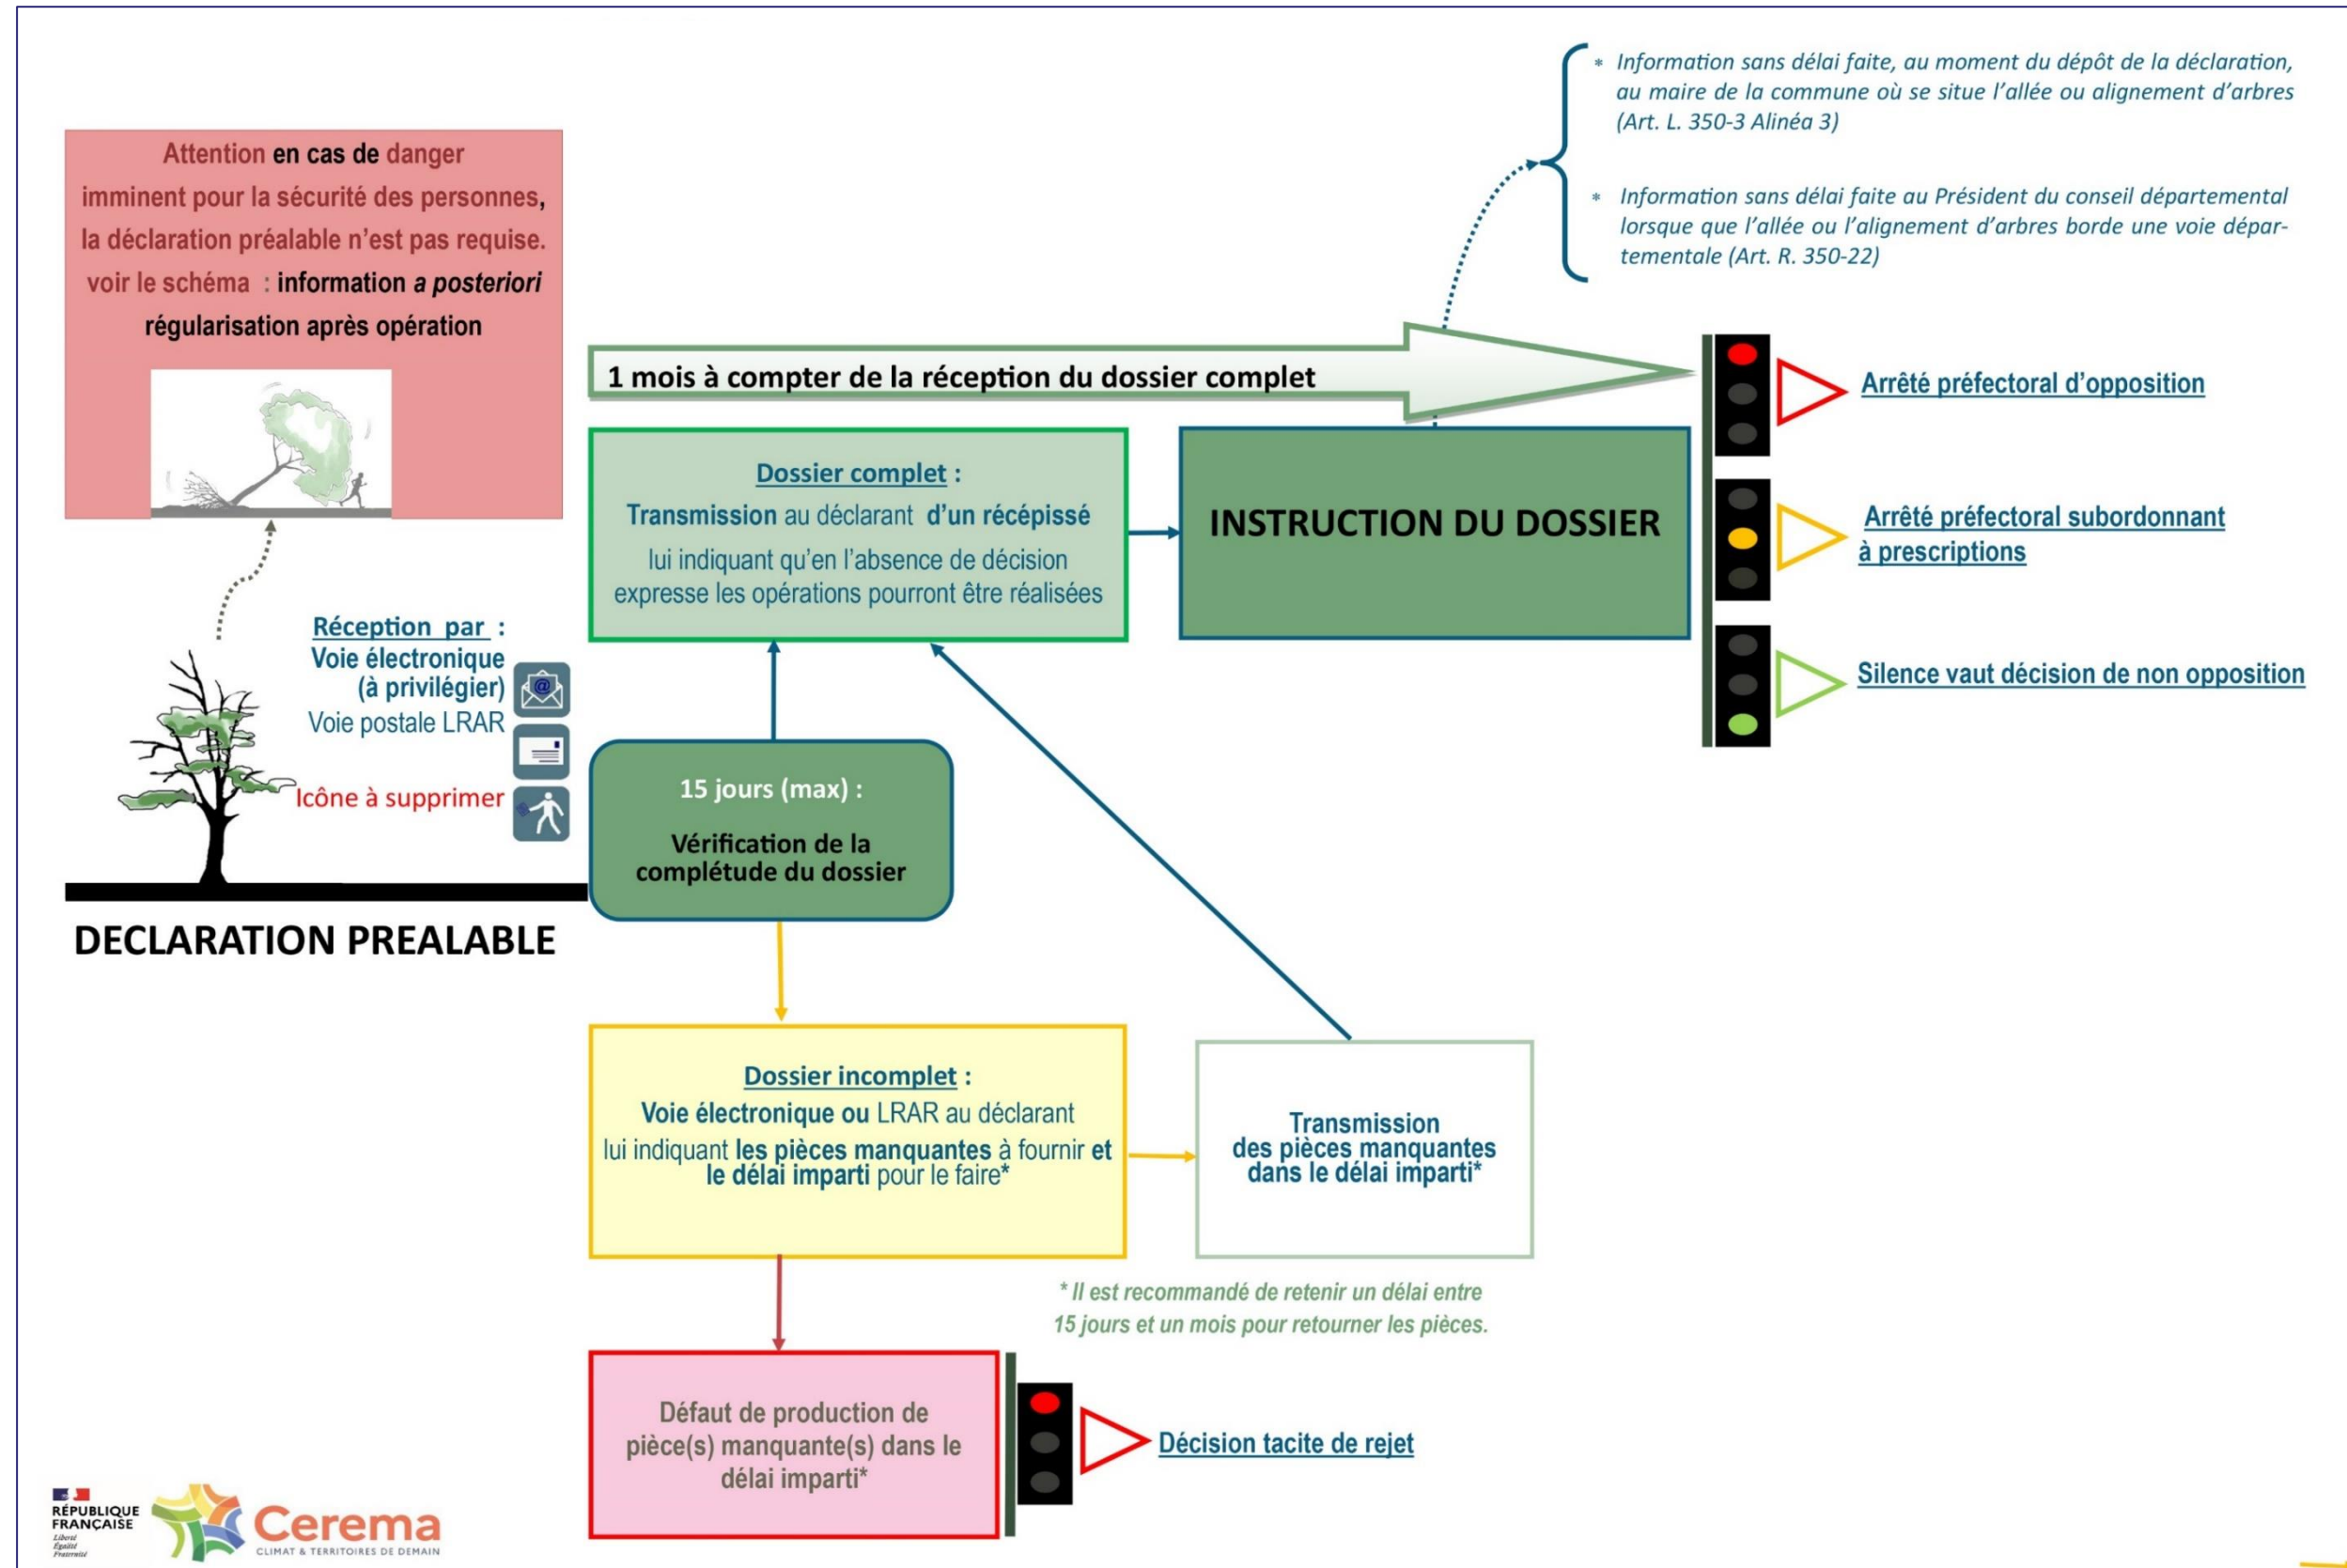 * Information sans délai faite, au moment du dépôt de la déclaration,
au maire de la commune où se situe l'allée ou alignement d'arbres
(Art. L. 350-3 Alinéa 3)
* Information sans délai faite au Président du conseil départemental
lorsque que l'allée ou l'alignement d'arbres borde une voie dépar-
tementale (Art. R. 350-22)
Attention en cas de danger
imminent pour la sécurité des personnes,
la déclaration préalable n'est pas requise.
voir le schéma : information a posteriori
régularisation après opération
1 mois à compter de la réception du dossier complet
Arrêté préfectoral d'opposition
Dossier complet :
Transmission au déclarant d'un récépissé
lui indiquant qu'en l'absence de décision
expresse les opérations pourront être réalisées
INSTRUCTION DU DOSSIER
Arrêté préfectoral subordonnant
à prescriptions
Silence vaut décision de non opposition
Réception par :
Voie électronique
(à privilégier)
Voie postale LRAR
Icône à supprimer
@
15 jours (max) :
Vérification de la
complétude du dossier
DECLARATION PREALABLE
Dossier incomplet :
Voie électronique ou LRAR au déclarant
lui indiquant les pièces manquantes à fournir et
le délai imparti pour le faire*
Transmission
des pièces manquantes
dans le délai imparti*
* Il est recommandé de retenir un délai entre
15 jours et un mois pour retourner les pièces.
Défaut de production de
pièce(s) manquante(s) dans le
délai imparti*
Décision tacite de rejet
RÉPUBLIQUE
FRANÇAISE
Liberté
Égalité
Fraternité
Cerema
CLIMAT & TERRITOIRES DE DEMAIN